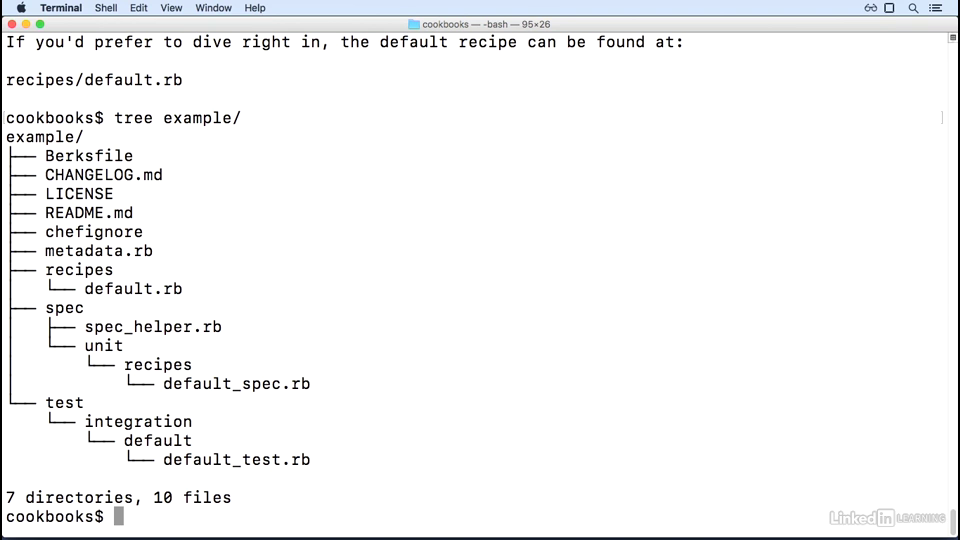 Terminal Shell Edit View Window Help
cookbooks — -bash — 95×26
If you'd prefer to dive right in, the default recipe can be found at:
recipes/default.rb
cookbooks$ tree example/
example/
├── Berksfile
├── CHANGELOG.md
├── LICENSE
├── README.md
├── chefignore
├── metadata.rb
├── recipes
│   └── default.rb
├── spec
│   ├── spec_helper.rb
│   └── unit
│       └── recipes
│           └── default_spec.rb
└── test
    └── integration
        └── default
            └── default_test.rb
7 directories, 10 files
cookbooks$
Linked in LEARNING